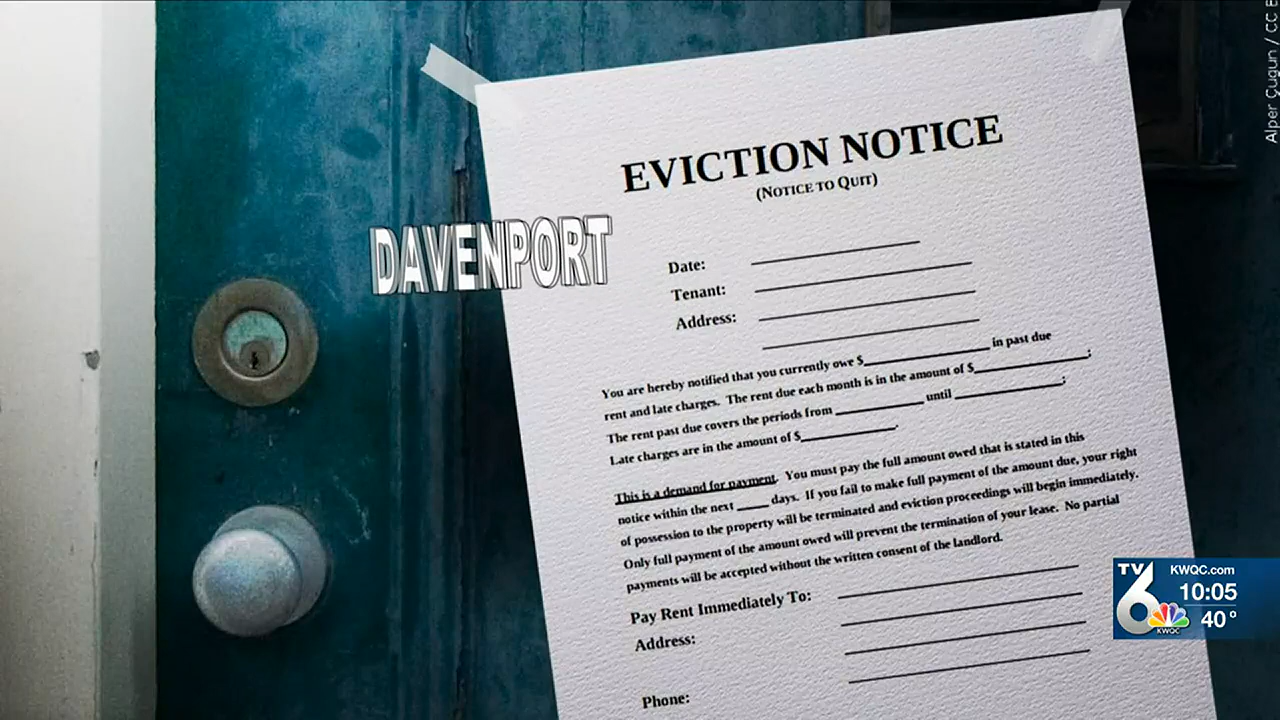 Alper Çuğun / CC B
EVICTION NOTICE
(NOTICE TO QUIT)
DAVENPORT
Date:
Tenant:
Address:
You are hereby notified that you currently owe $ in past due
rent and late charges. The rent due each month is in the amount of $ ;
The rent past due covers the periods from until ;
Late charges are in the amount of $ .
This is a demand for payment. You must pay the full amount owed that is stated in this
notice within the next days. If you fail to make full payment of the amount due, your right
of possession to the property will be terminated and eviction proceedings will begin immediately.
Only full payment of the amount owed will prevent the termination of your lease. No partial
payments will be accepted without the written consent of the landlord.
Pay Rent Immediately To:
Address:
Phone:
TV6
KWQC
KWQC.com
10:05
40°